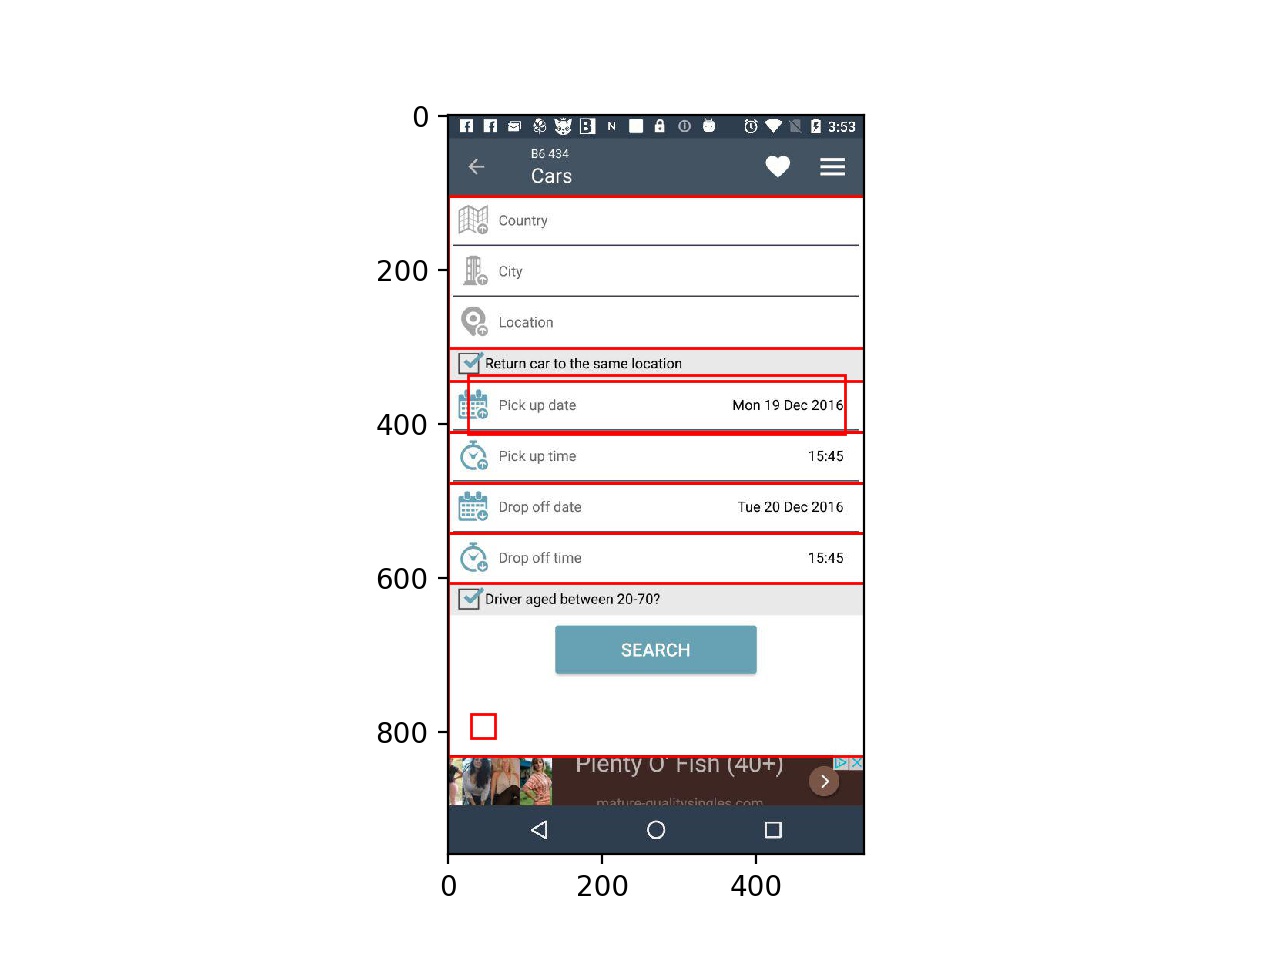 0
3:53
B6 434
Cars
Country
200
City
Location
Return car to the same location
Pick up date Mon 19 Dec 2016
400
Pick up time 15:45
Drop off date Tue 20 Dec 2016
Drop off time 15:45
600
Driver aged between 20-70?
SEARCH
800
Plenty O' Fish (40+)
mature-qualitysingles.com
0 200 400